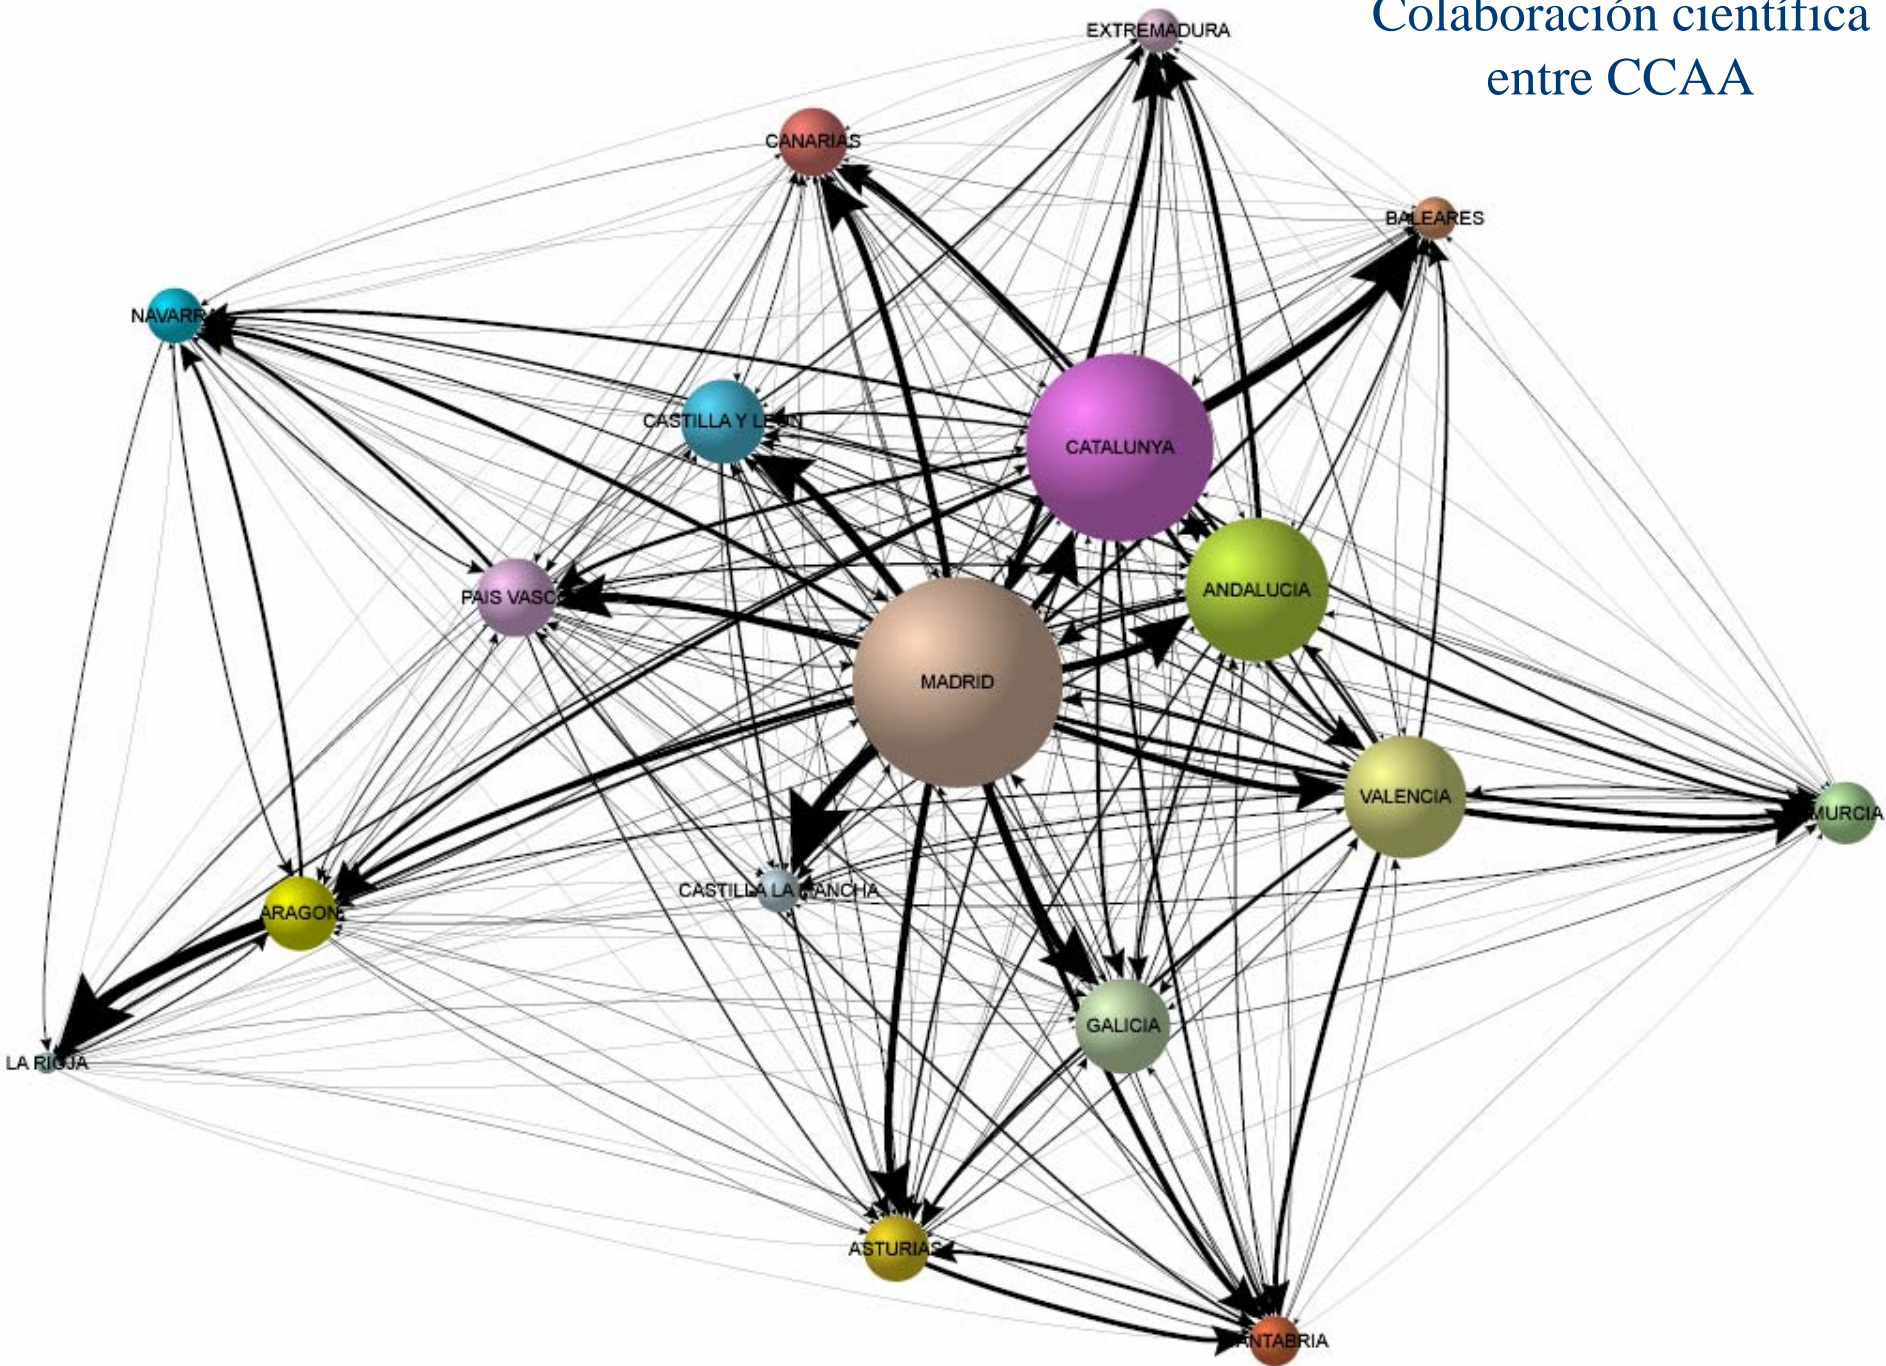 Colaboración científica
entre CCAA
EXTREMADURA
CANARIAS
BALEARES
NAVARRA
CASTILLA Y LEON
CATALUNYA
ANDALUCIA
PAIS VASCO
MADRID
VALENCIA
MURCIA
CASTILLA LA MANCHA
ARAGON
GALICIA
LA RIOJA
ASTURIAS
CANTABRIA